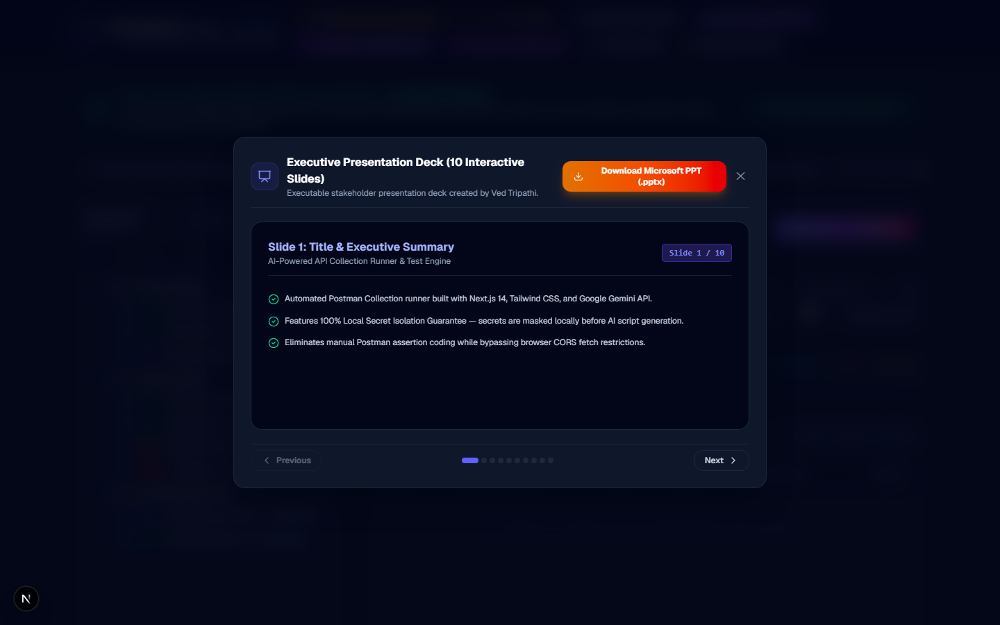 Executive Presentation Deck (10 Interactive
Slides)
Executable stakeholder presentation deck created by Ved Tripathi.
Download Microsoft PPT
(.pptx)
Slide 1: Title & Executive Summary
AI-Powered API Collection Runner & Test Engine
Slide 1 / 10
Automated Postman Collection runner built with Next.js 14, Tailwind CSS, and Google Gemini API.
Features 100% Local Secret Isolation Guarantee — secrets are masked locally before AI script generation.
Eliminates manual Postman assertion coding while bypassing browser CORS fetch restrictions.
Previous
Next
N